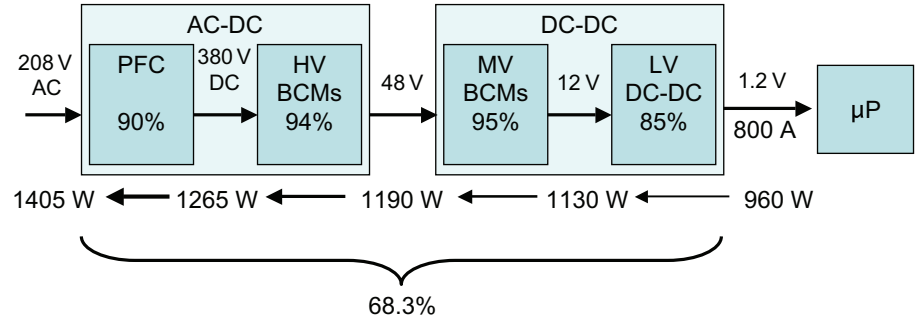 AC-DC
DC-DC
208 V
AC
PFC
90%
380 V
DC
HV
BCMs
94%
48 V
MV
BCMs
95%
12 V
LV
DC-DC
85%
1.2 V
800 A
µP
1405 W
1265 W
1190 W
1130 W
960 W
68.3%